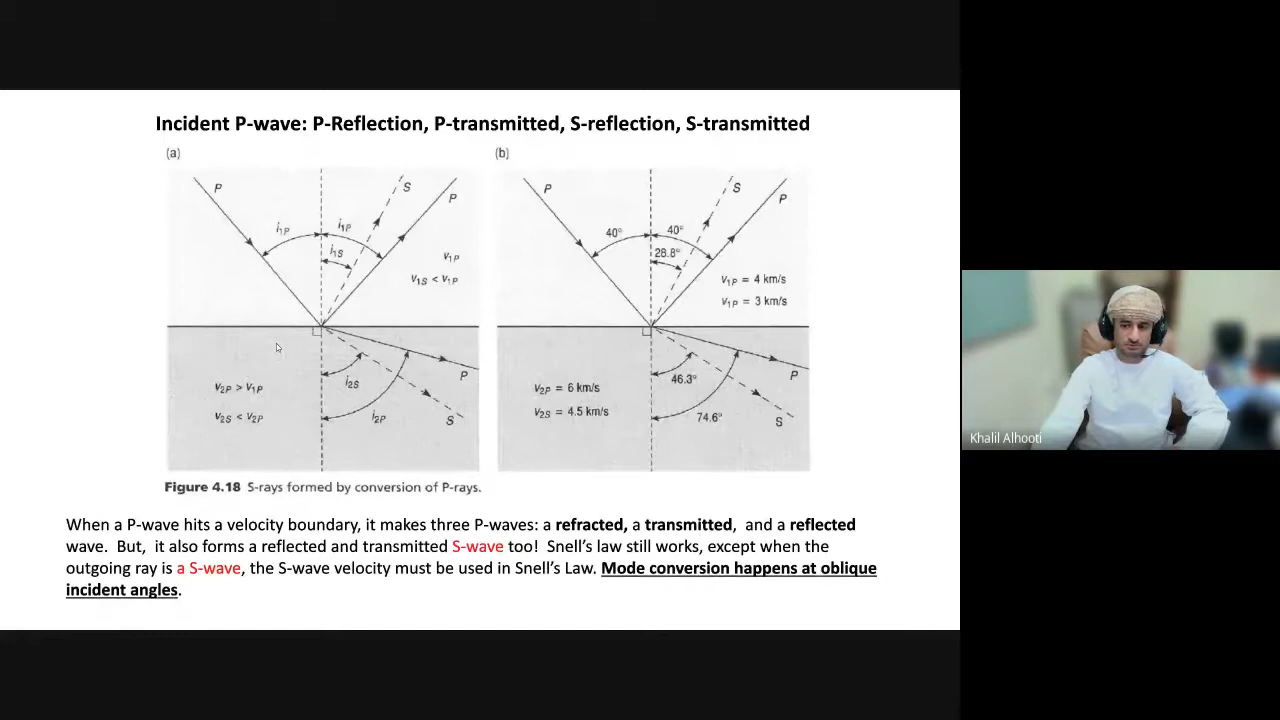 Incident P-wave: P-Reflection, P-transmitted, S-reflection, S-transmitted
(a)
P
S
P
i1P
i1P
i1S
v1P
v1S < v1P
v2P > v1P
v2S < v2P
i2S
i2P
P
S
(b)
P
S
P
40°
40°
28.8°
v1P = 4 km/s
v1P = 3 km/s
v2P = 6 km/s
v2S = 4.5 km/s
46.3°
74.6°
P
S
Figure 4.18 S-rays formed by conversion of P-rays.
When a P-wave hits a velocity boundary, it makes three P-waves: a refracted, a transmitted, and a reflected
wave. But, it also forms a reflected and transmitted S-wave too! Snell’s law still works, except when the
outgoing ray is a S-wave, the S-wave velocity must be used in Snell’s Law. Mode conversion happens at oblique
incident angles.
Khalil Alhooti